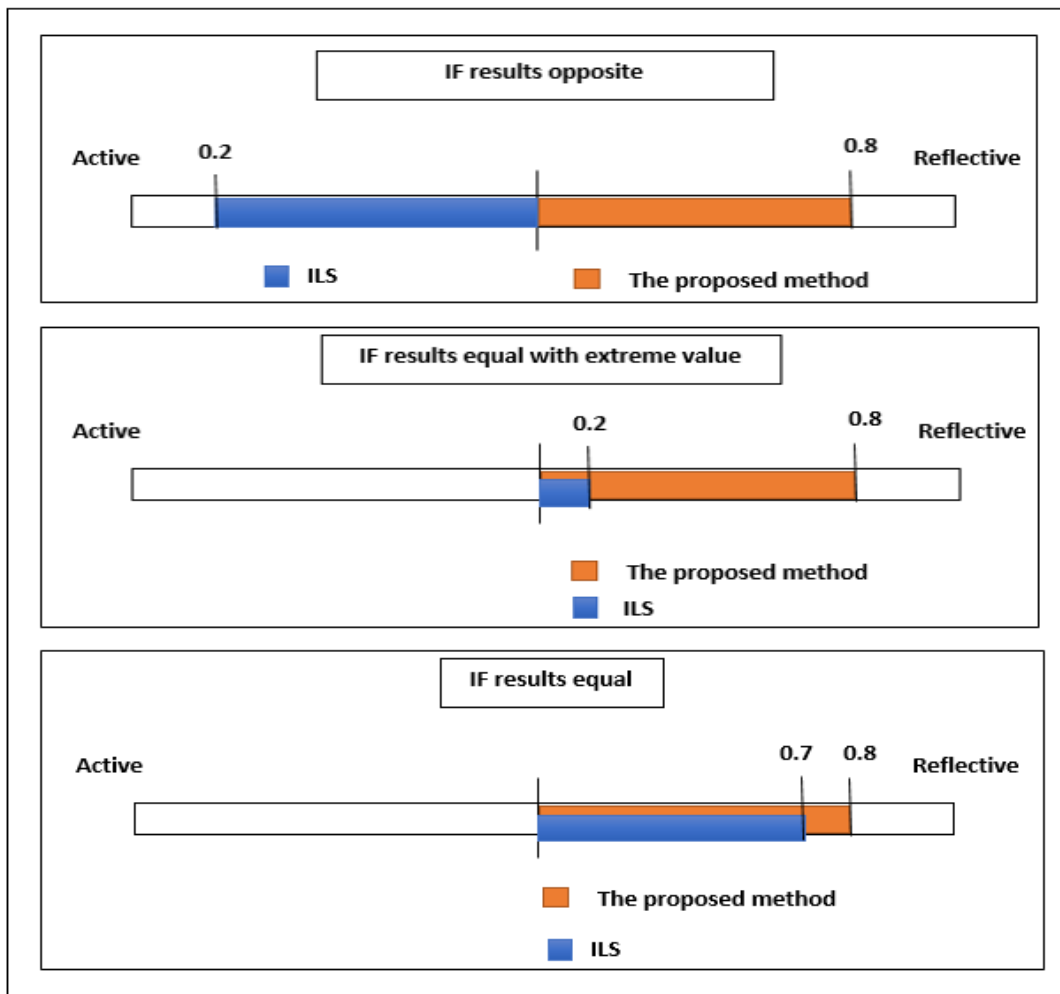 IF results opposite
Active 0.2 0.8 Reflective
ILS The proposed method
IF results equal with extreme value
Active 0.2 0.8 Reflective
The proposed method
ILS
IF results equal
Active 0.7 0.8 Reflective
The proposed method
ILS